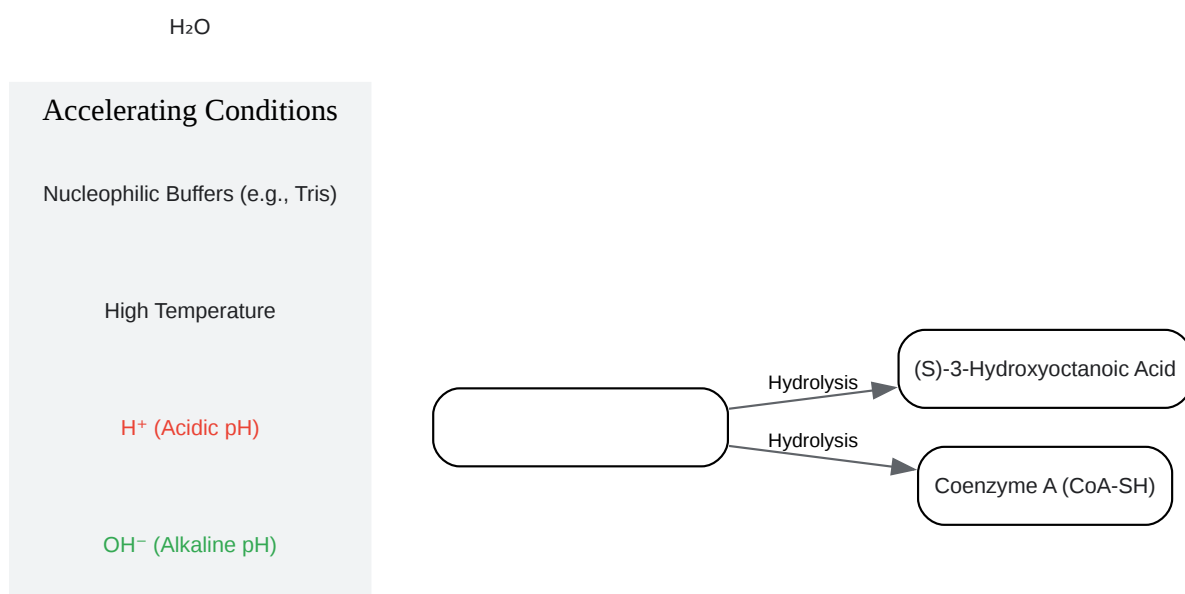 H₂O
Accelerating Conditions
Nucleophilic Buffers (e.g., Tris)
High Temperature
H⁺ (Acidic pH)
OH⁻ (Alkaline pH)
Hydrolysis
Hydrolysis
(S)-3-Hydroxyoctanoic Acid
Coenzyme A (CoA-SH)